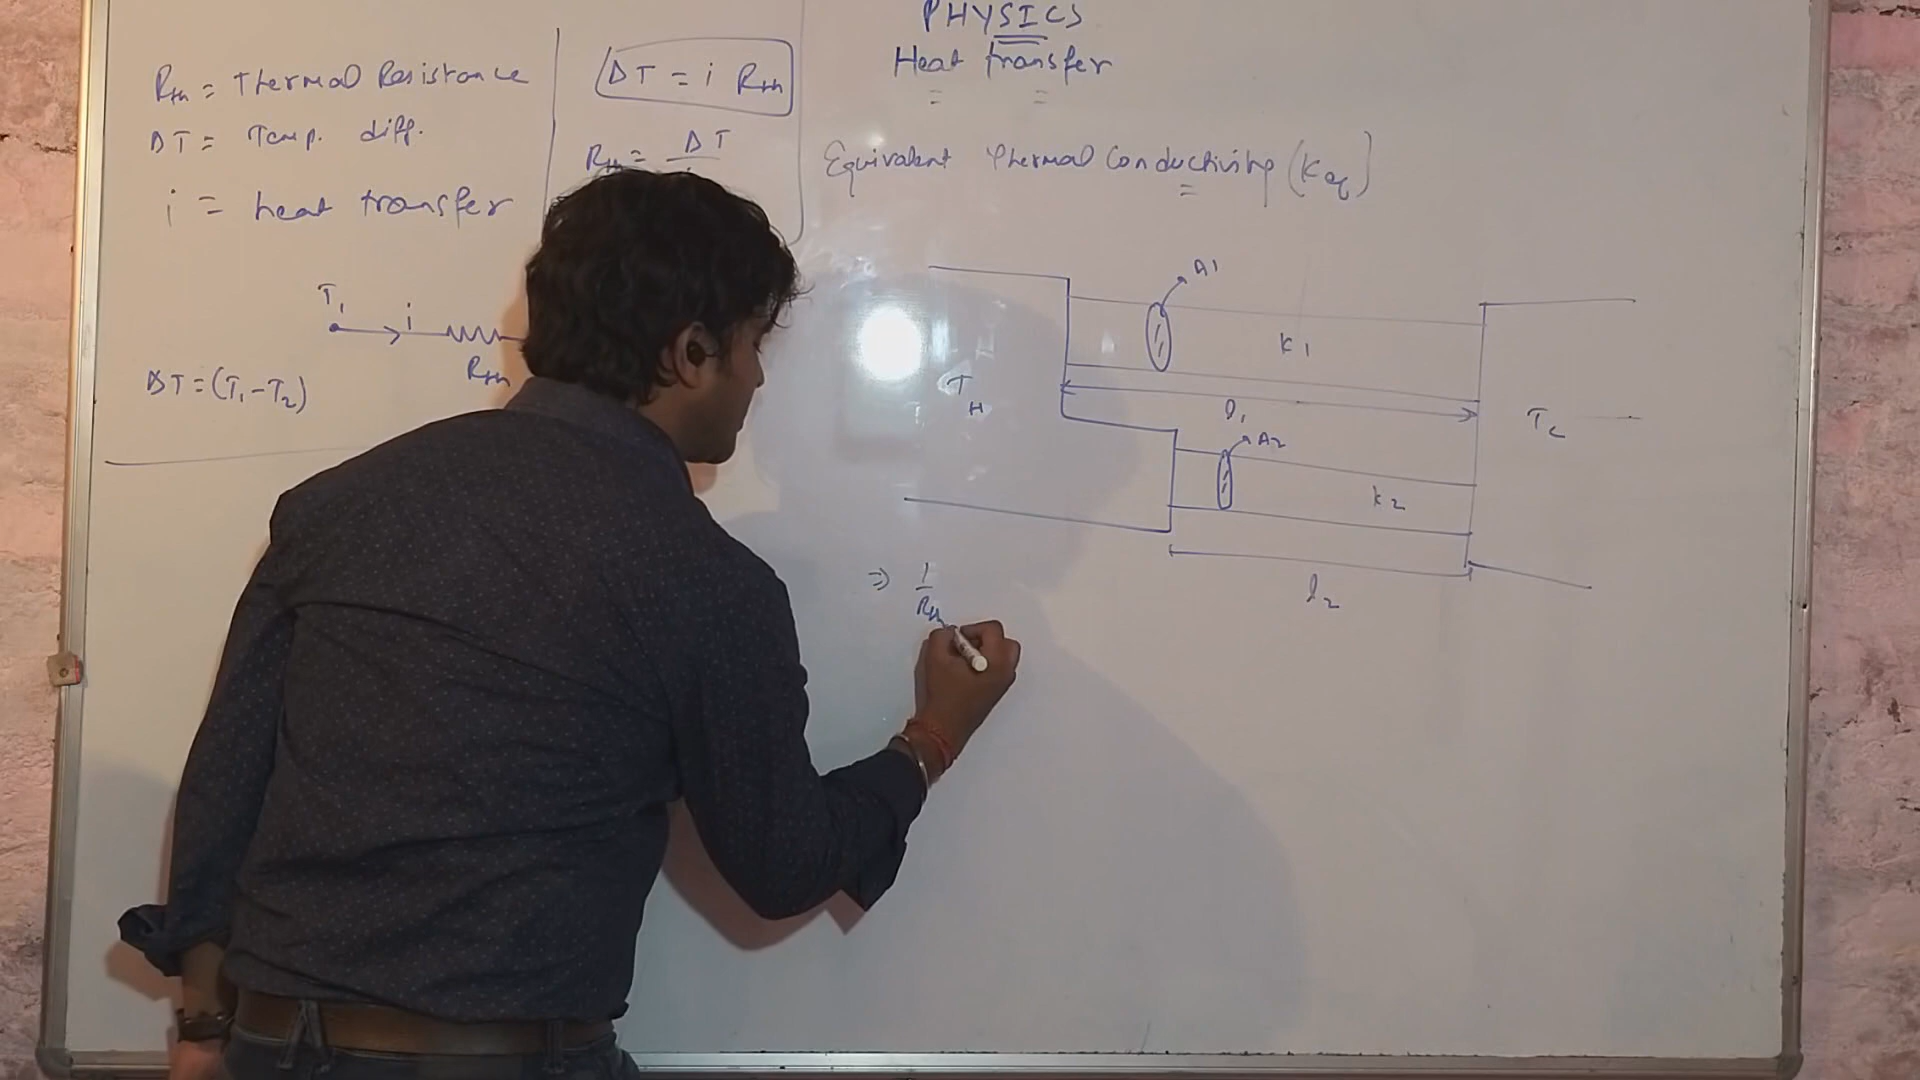 PHYSICS
Heat transfer
Rth = Thermal Resistance
ΔT = Temp. diff.
i = heat transfer
T1
i
Rth
ΔT = (T1 - T2)
ΔT = i Rth
Rth = ΔT
Equivalent Thermal Conductivity (Keq)
A1
K1
TH
l1
Tc
A2
K2
l2
⇒ 1/Rth